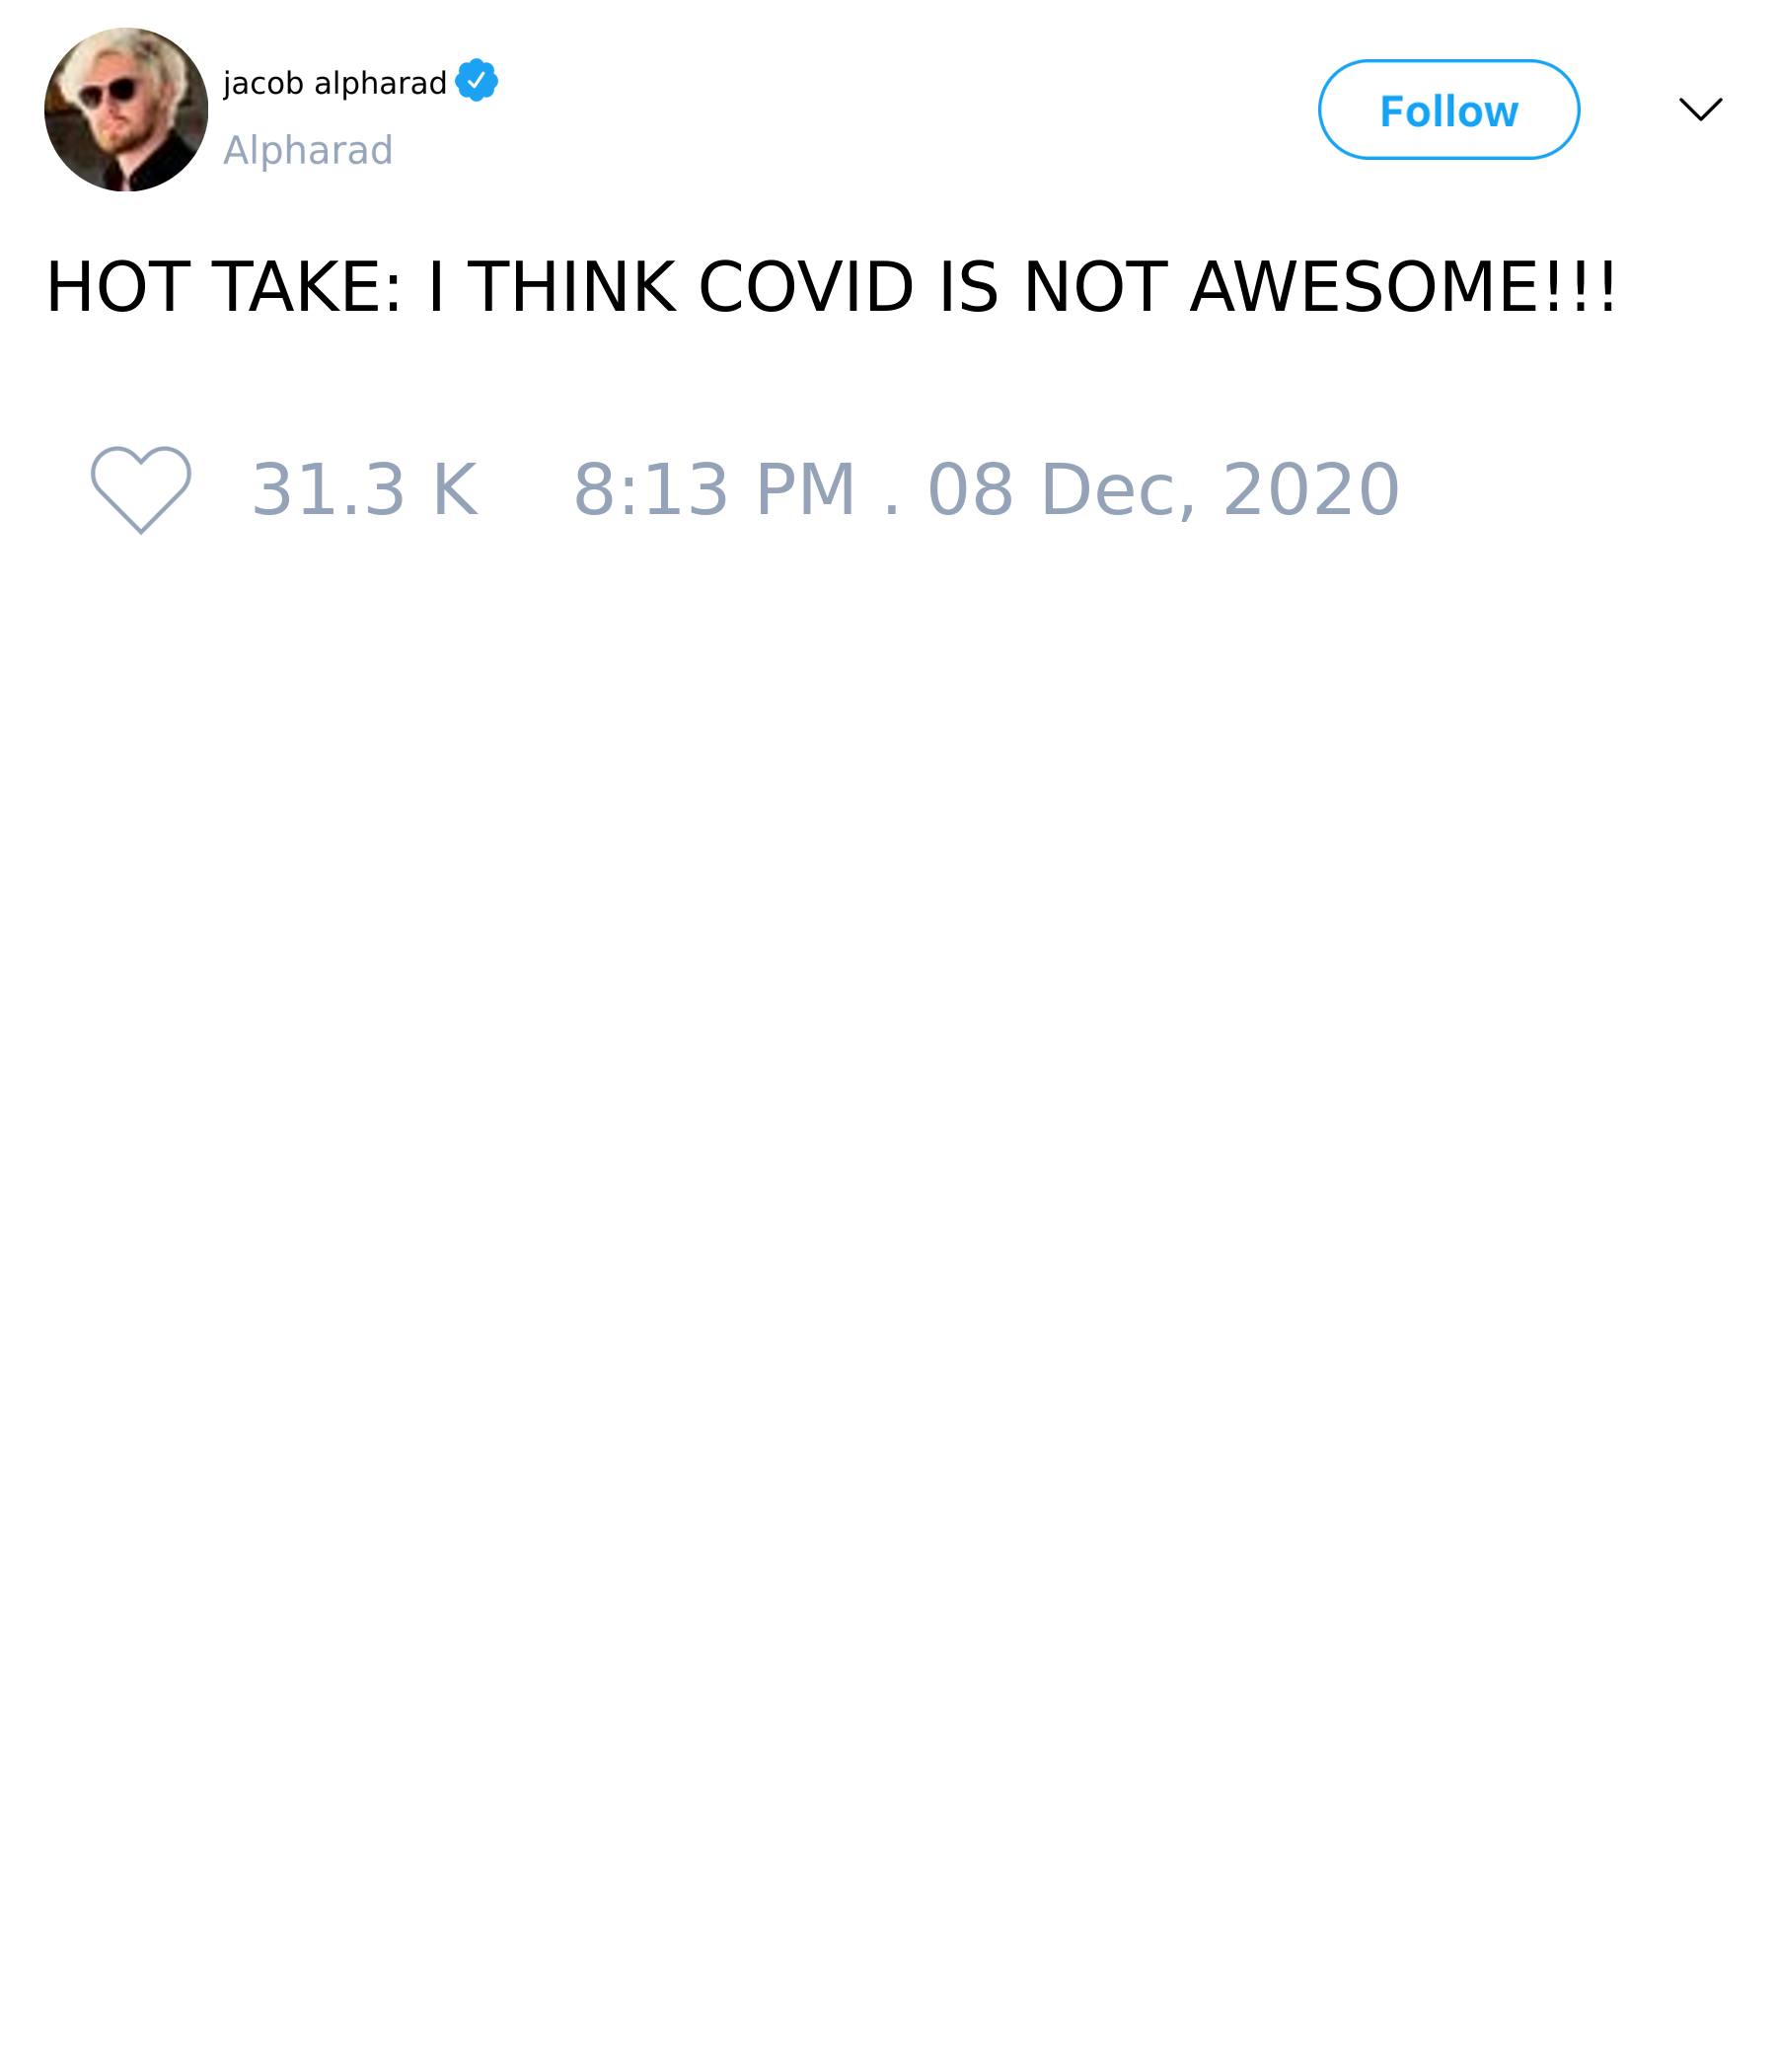 jacob alpharad
Alpharad
Follow
HOT TAKE: I THINK COVID IS NOT AWESOME!!!
31.3 K 8:13 PM . 08 Dec, 2020